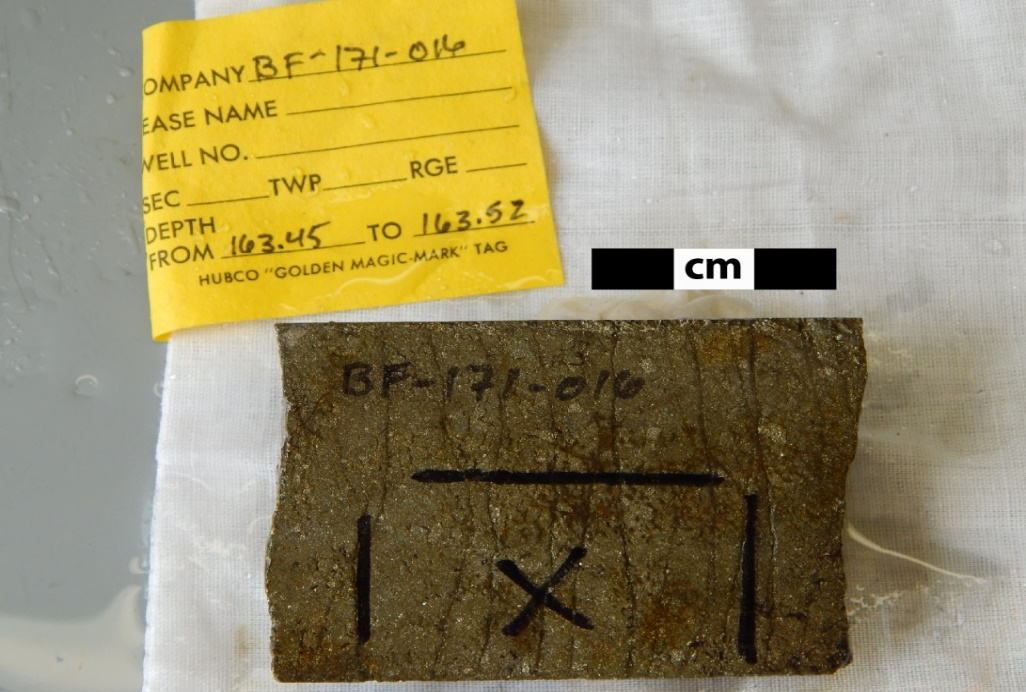 OMPANY BF-171-016
EASE NAME
WELL NO.
SEC TWP RGE
DEPTH
FROM 163.45 TO 163.52
HUBCO "GOLDEN MAGIC-MARK" TAG
cm
BF-171-016
X